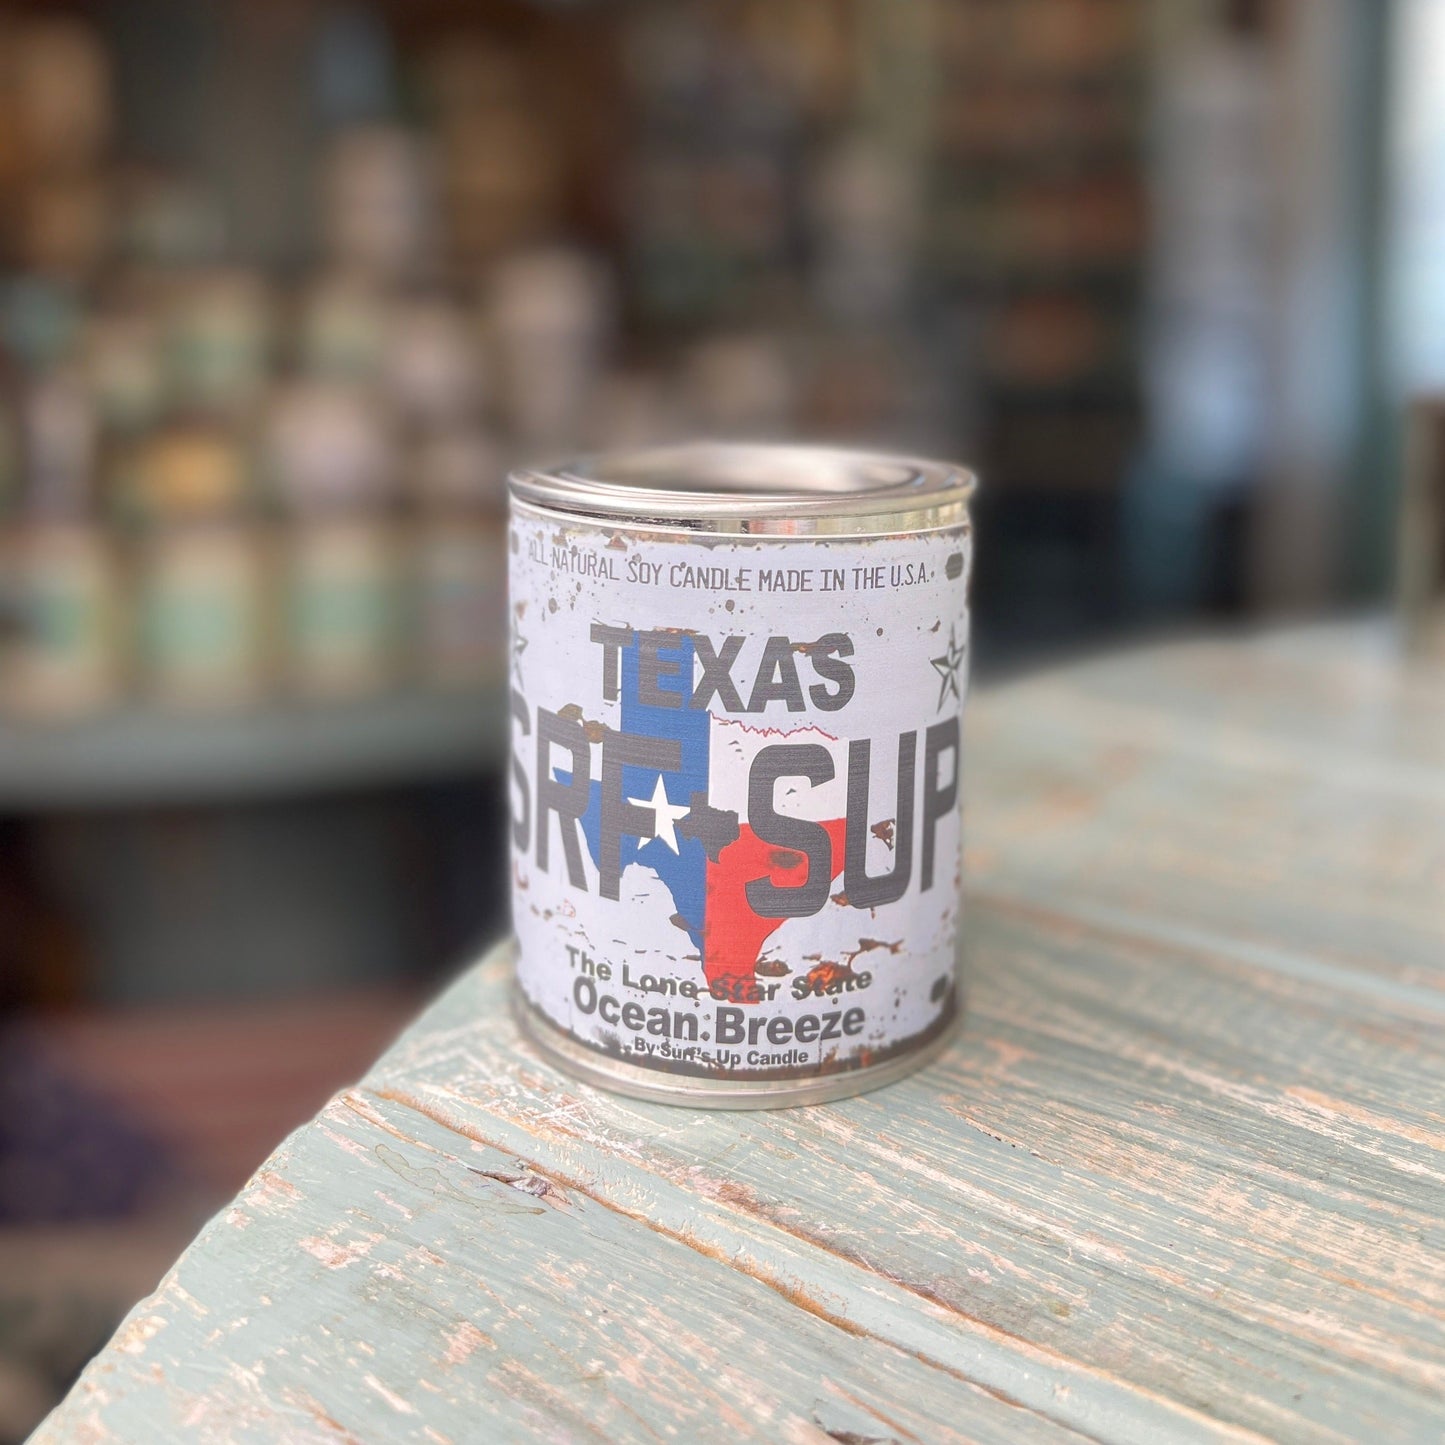 ALL NATURAL SOY CANDLE MADE IN THE U.S.A.
TEXAS
SRF SUP
The Lone Star State
Ocean Breeze
By Surf's Up Candle